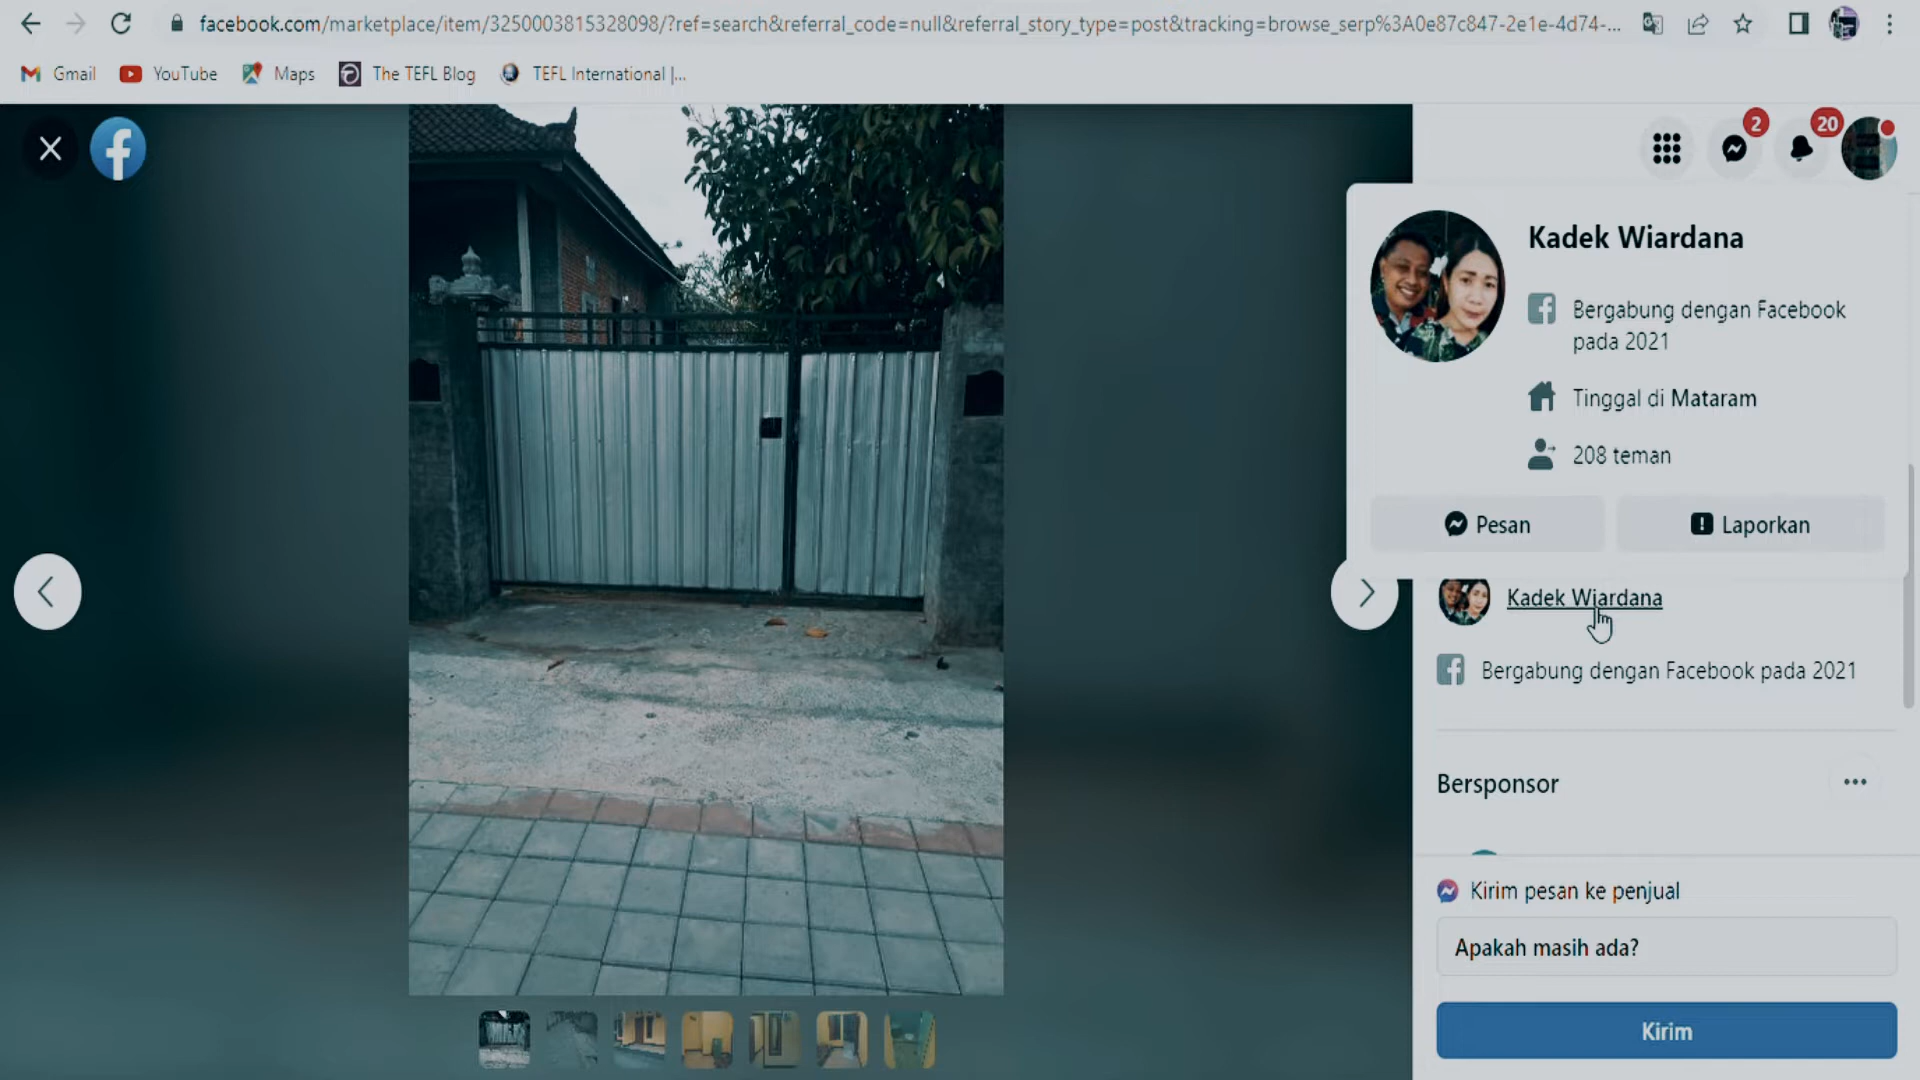 facebook.com/marketplace/item/3250003815328098/?ref=search&referral_code=null&referral_story_type=post&tracking=browse_serp%3A0e87c847-2e1e-4d74-...
Gmail YouTube Maps The TEFL Blog TEFL International |...
2
20
Kadek Wiardana
Bergabung dengan Facebook
pada 2021
Tinggal di Mataram
208 teman
Pesan
Laporkan
Kadek Wiardana
Bergabung dengan Facebook pada 2021
Bersponsor
Kirim pesan ke penjual
Apakah masih ada?
Kirim